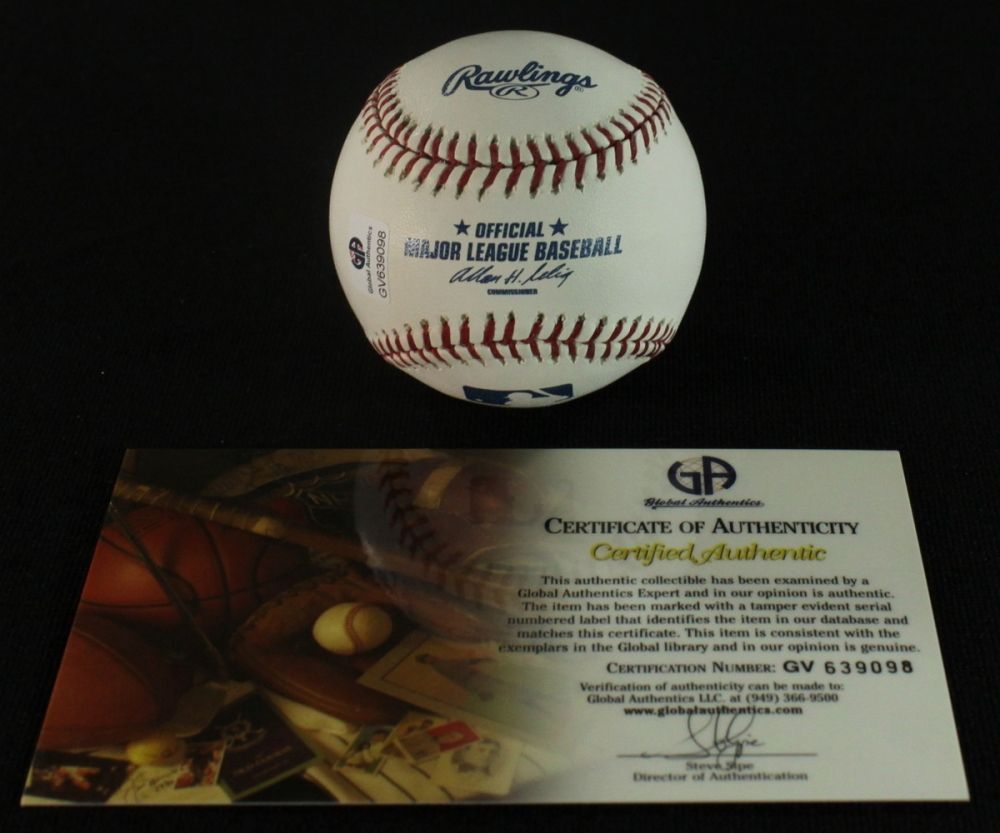 Rawlings
R
®
★ OFFICIAL ★
MAJOR LEAGUE BASEBALL
Allan H. Selig
COMMISSIONER
GA
Global Authentics
GV639098
GA
Global Authentics
CERTIFICATE OF AUTHENTICITY
Certified Authentic
This authentic collectible has been examined by a
Global Authentics Expert and in our opinion is authentic.
The item has been marked with a tamper evident serial
numbered label that identifies the item in our database and
matches this certificate. This item is consistent with the
exemplars in the Global library and in our opinion is genuine.
CERTIFICATION NUMBER: GV 639098
Verification of authenticity can be made to:
Global Authentics LLC. at (949) 366-9500
www.globalauthentics.com
Steve Sipe
Director of Authentication